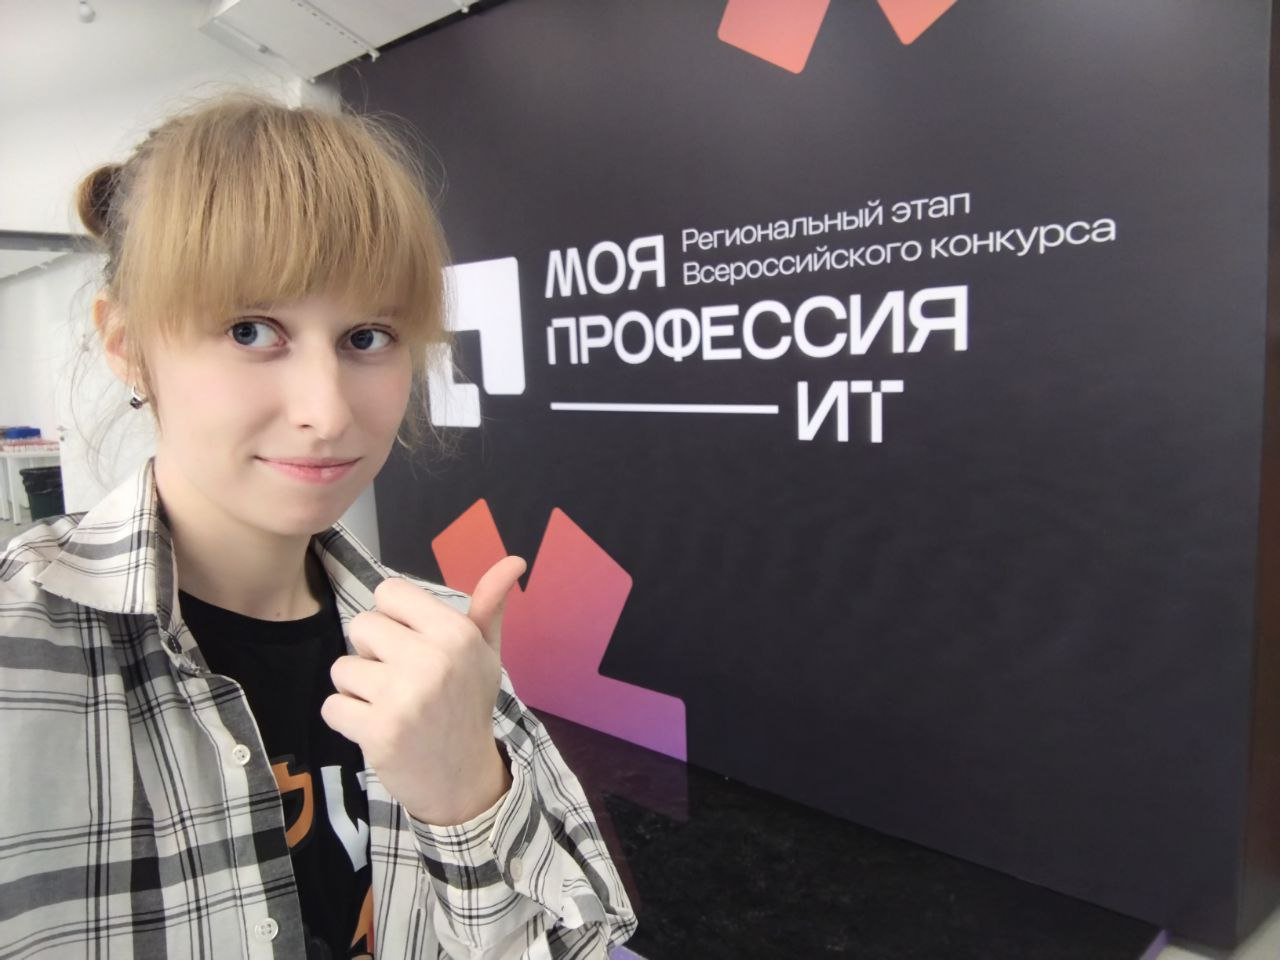 МОЯ
Региональный этап
Всероссийского конкурса
ПРОФЕССИЯ
ИТ